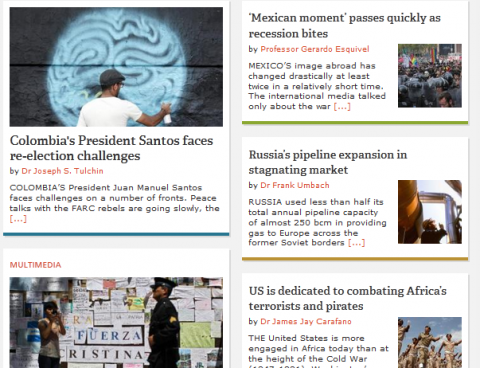 Colombia's President Santos faces
re-election challenges
by Dr Joseph S. Tulchin
COLOMBIA'S President Juan Manuel Santos
faces challenges on a number of fronts. Peace
talks with the FARC rebels are going slowly, the
[...]
MULTIMEDIA
FUERZA
RISTINA
'Mexican moment' passes quickly as
recession bites
by Professor Gerardo Esquivel
MEXICO'S image abroad has
changed drastically at least
twice in a relatively short time.
The international media talked
only about the war [...]
Russia's pipeline expansion in
stagnating market
by Dr Frank Umbach
RUSSIA used less than half its
total annual pipeline capacity
of almost 250 bcm in providing
gas to Europe across the
former Soviet borders [...]
US is dedicated to combating Africa's
terrorists and pirates
by Dr James Jay Carafano
THE United States is more
engaged in Africa today than at
the height of the Cold War